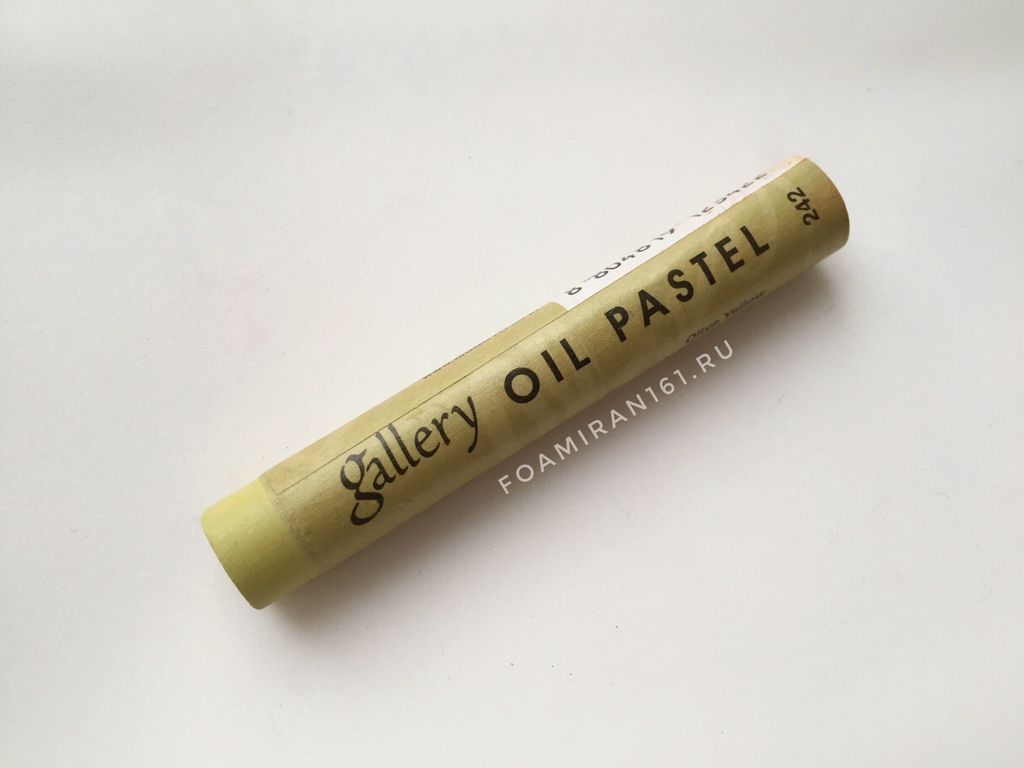 gallery OIL PASTEL
242
Olive Yellow
FOAMIRAN161.RU